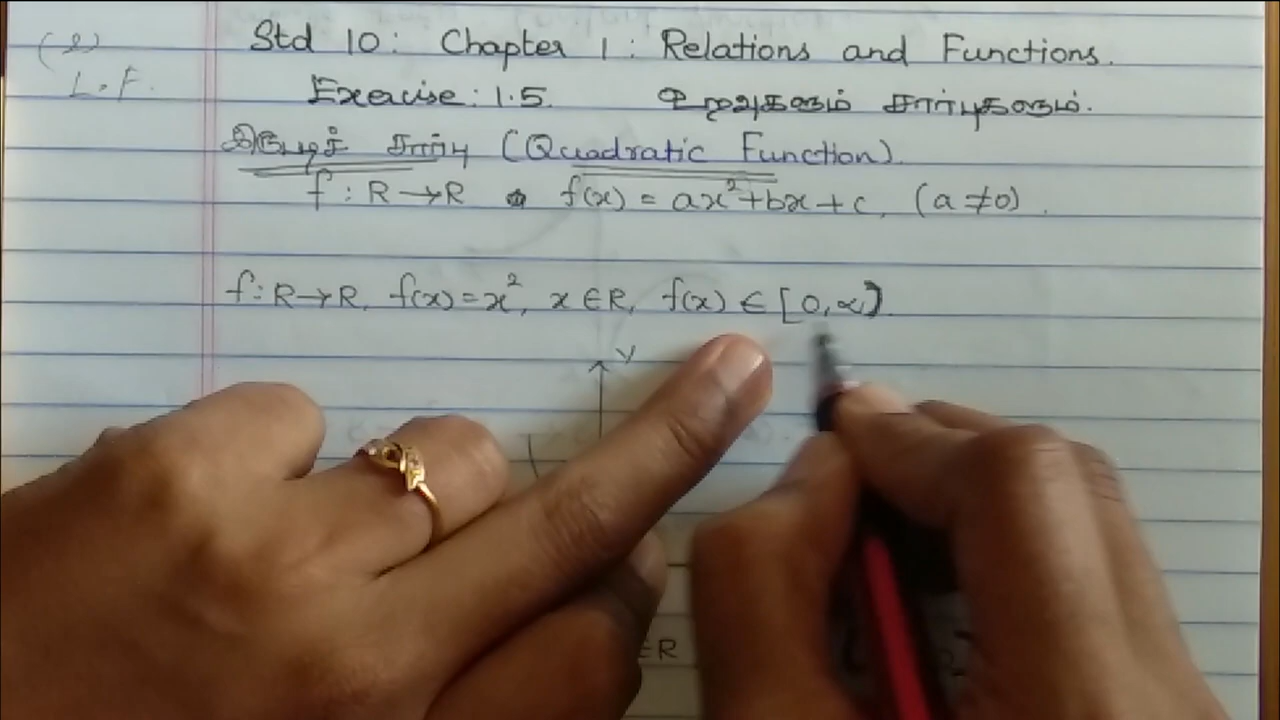 Std 10: Chapter 1: Relations and Functions.
Exercise: 1.5. உறவுகளும் சார்புகளும்.
இருபடிச் சார்பு (Quadratic Function).
f : R→R f(x) = ax²+bx+c, (a≠0).
f: R→R, f(x)=x², x∈R, f(x) ∈ [0,∝)
y
∈R